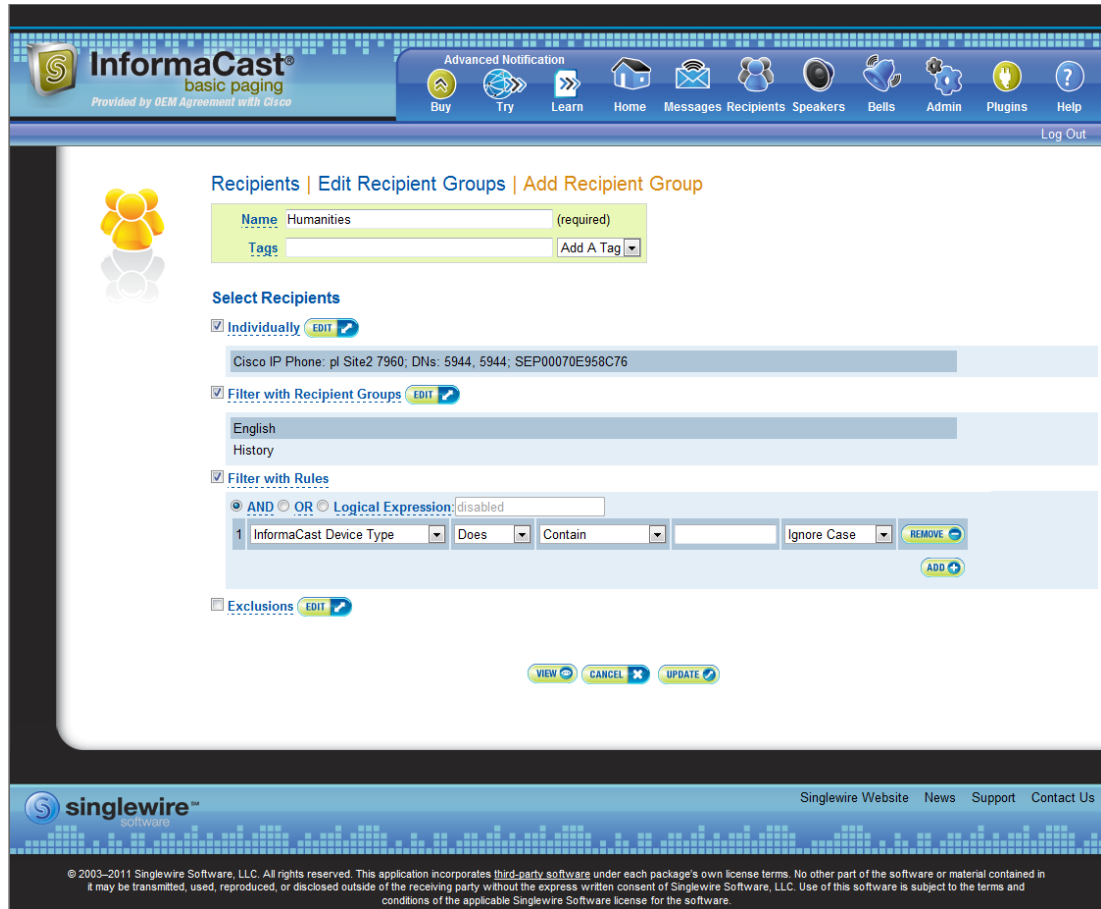 InformaCast®
basic paging
Provided by OEM Agreement with Cisco
Advanced Notification
Buy Try Learn Home Messages Recipients Speakers Bells Admin Plugins Help
Log Out
Recipients | Edit Recipient Groups | Add Recipient Group
Name Humanities (required)
Tags Add A Tag
Select Recipients
Individually EDIT
Cisco IP Phone: pl Site2 7960; DNs: 5944, 5944; SEP00070E958C76
Filter with Recipient Groups EDIT
English
History
Filter with Rules
AND OR Logical Expression: disabled
1 InformaCast Device Type Does Contain Ignore Case REMOVE
ADD
Exclusions EDIT
VIEW CANCEL UPDATE
singlewire℠
software
Singlewire Website News Support Contact Us
© 2003–2011 Singlewire Software, LLC. All rights reserved. This application incorporates third-party software under each package's own license terms. No other part of the software or material contained in
it may be transmitted, used, reproduced, or disclosed outside of the receiving party without the express written consent of Singlewire Software, LLC. Use of this software is subject to the terms and
conditions of the applicable Singlewire Software license for the software.